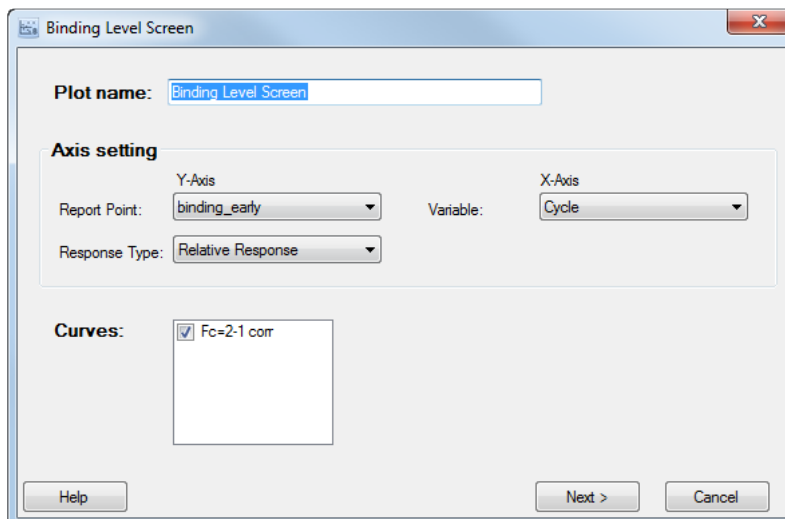 Binding Level Screen
Plot name: Binding Level Screen
Axis setting
Y-Axis X-Axis
Report Point: binding_early Variable: Cycle
Response Type: Relative Response
Curves: Fc=2-1 corr
Help Next > Cancel